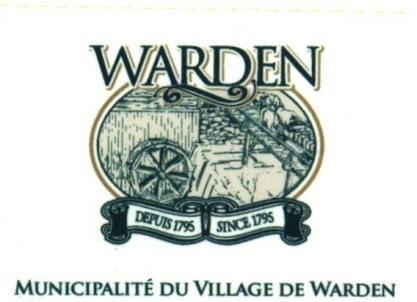 WARDEN
DEPUIS 1795 SINCE 1795
MUNICIPALITÉ DU VILLAGE DE WARDEN